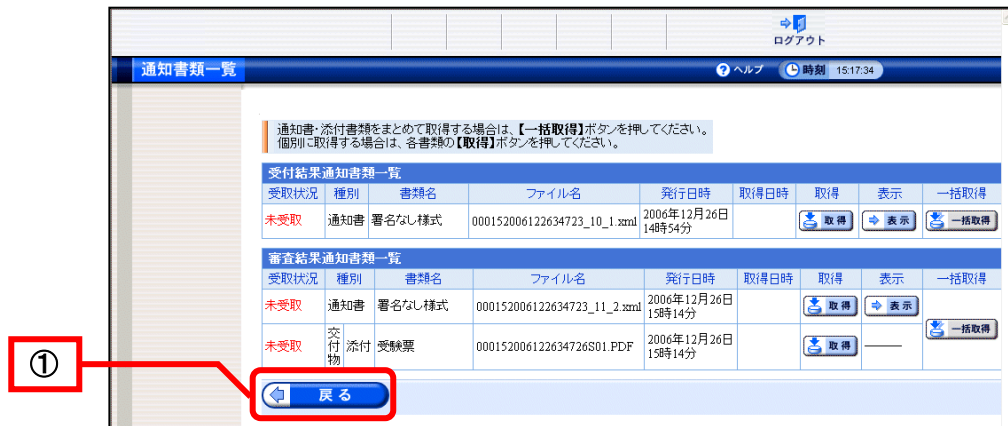 ログアウト
通知書類一覧
? ヘルプ 時刻 15:17:34
通知書・添付書類をまとめて取得する場合は、【一括取得】ボタンを押してください。
個別に取得する場合は、各書類の【取得】ボタンを押してください。
受付結果通知書類一覧
受取状況 種別 書類名 ファイル名 発行日時 取得日時 取得 表示 一括取得
未受取 通知書 署名なし様式 000152006122634723_10_1.xml 2006年12月26日 取得 表示 一括取得
14時54分
審査結果通知書類一覧
受取状況 種別 書類名 ファイル名 発行日時 取得日時 取得 表示 一括取得
未受取 通知書 署名なし様式 000152006122634723_11_2.xml 2006年12月26日 取得 表示
15時14分
一括取得
未受取 交付物 添付 受験票 000152006122634726S01.PDF 2006年12月26日 取得 ――
15時14分
①
戻る